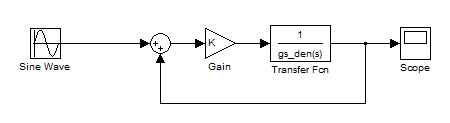 K
1
gs_den(s)
Sine Wave
Gain
Transfer Fcn
Scope